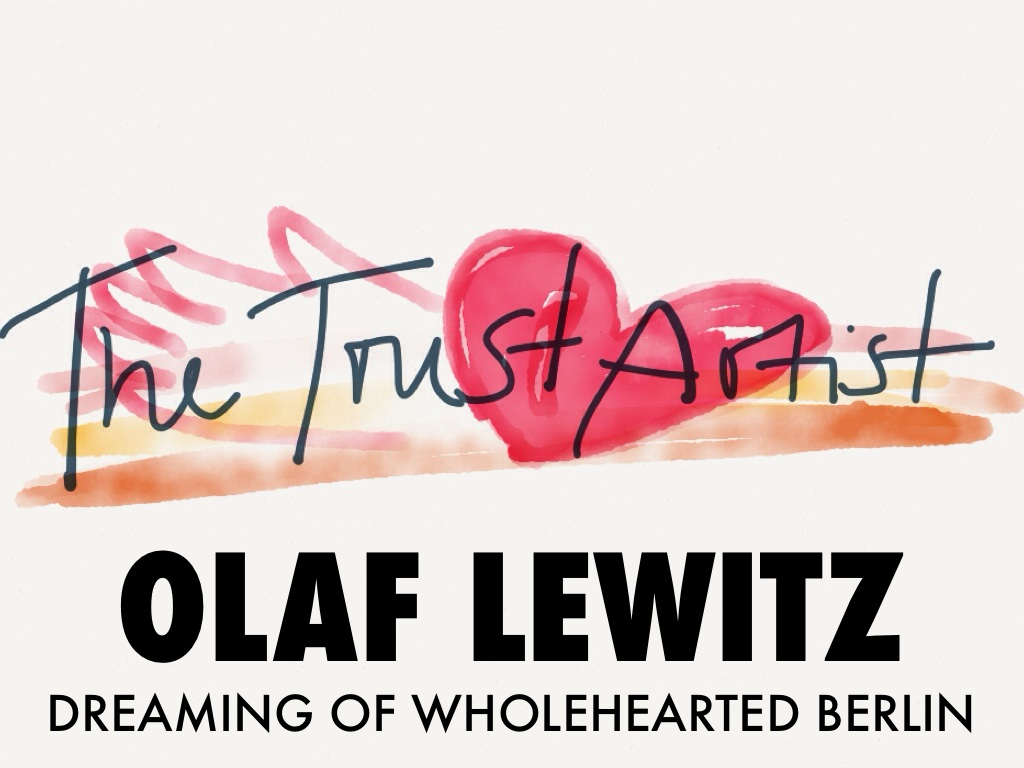 The Trust Artist
OLAF LEWITZ
DREAMING OF WHOLEHEARTED BERLIN